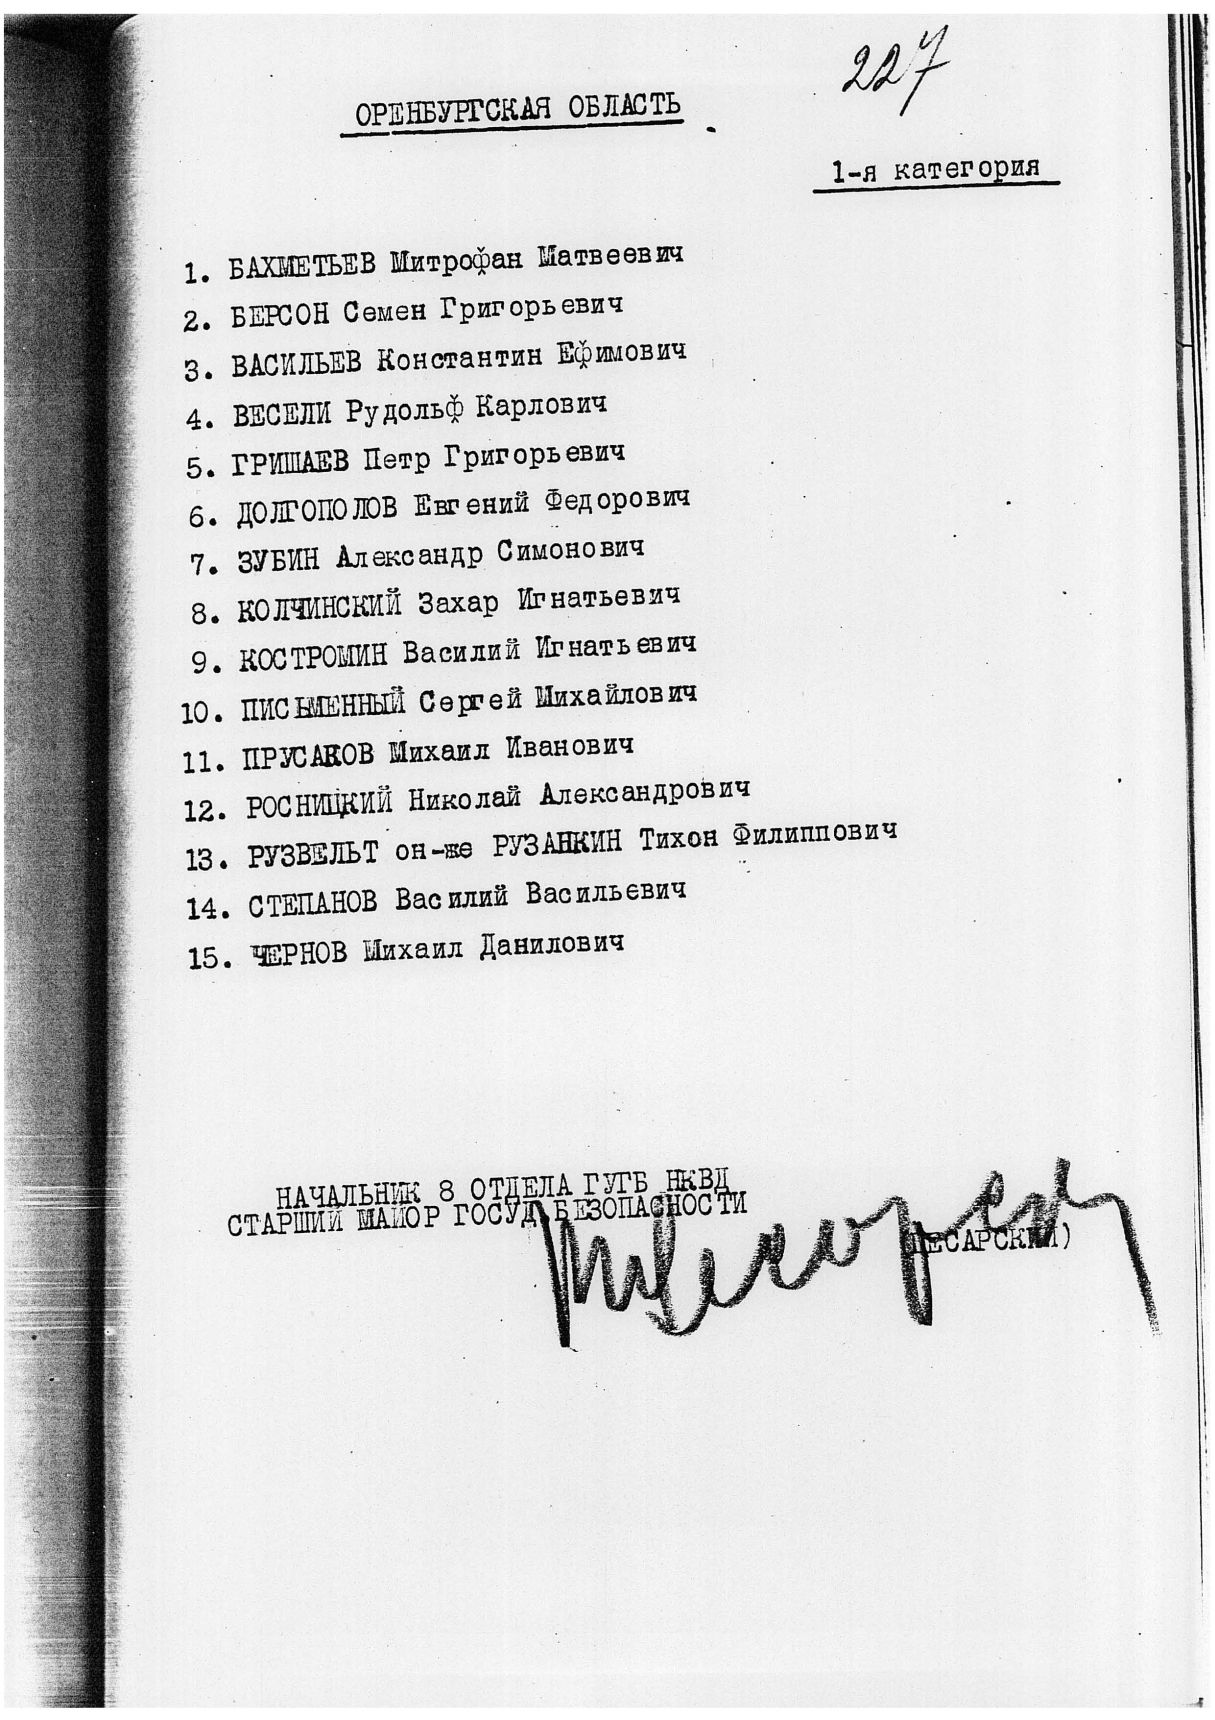 227
ОРЕНБУРГСКАЯ ОБЛАСТЬ
1-я категория
1. БАХМЕТЬЕВ Митрофан Матвеевич
2. БЕРСОН Семен Григорьевич
3. ВАСИЛЬЕВ Константин Ефимович
4. ВЕСЕЛИ Рудольф Карлович
5. ГРИШАЕВ Петр Григорьевич
6. ДОЛГОПОЛОВ Евгений Федорович
7. ЗУБИН Александр Симонович
8. КОЛЧИНСКИЙ Захар Игнатьевич
9. КОСТРОМИН Василий Игнатьевич
10. ПИСЬМЕННЫЙ Сергей Михайлович
11. ПРУСАКОВ Михаил Иванович
12. РОСНИЦКИЙ Николай Александрович
13. РУЗВЕЛЬТ он-же РУЗАНКИН Тихон Филиппович
14. СТЕПАНОВ Василий Васильевич
15. ЧЕРНОВ Михаил Данилович
НАЧАЛЬНИК 8 ОТДЕЛА ГУГБ НКВД
СТАРШИЙ МАЙОР ГОСУД. БЕЗОПАСНОСТИ
(ЦЕСАРСКИЙ)